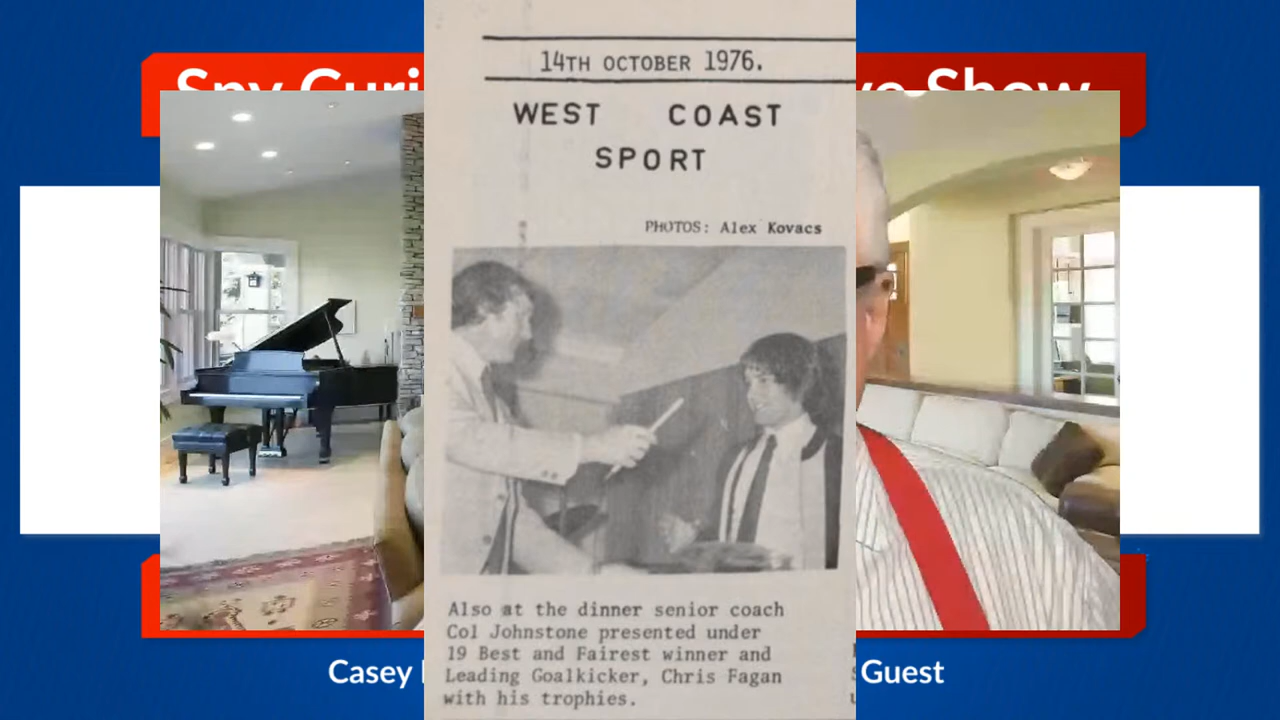 14TH OCTOBER 1976.
WEST COAST
SPORT
PHOTOS: Alex Kovacs
Also at the dinner senior coach
Col Johnstone presented under
19 Best and Fairest winner and
Leading Goalkicker, Chris Fagan
with his trophies.
Casey
Guest